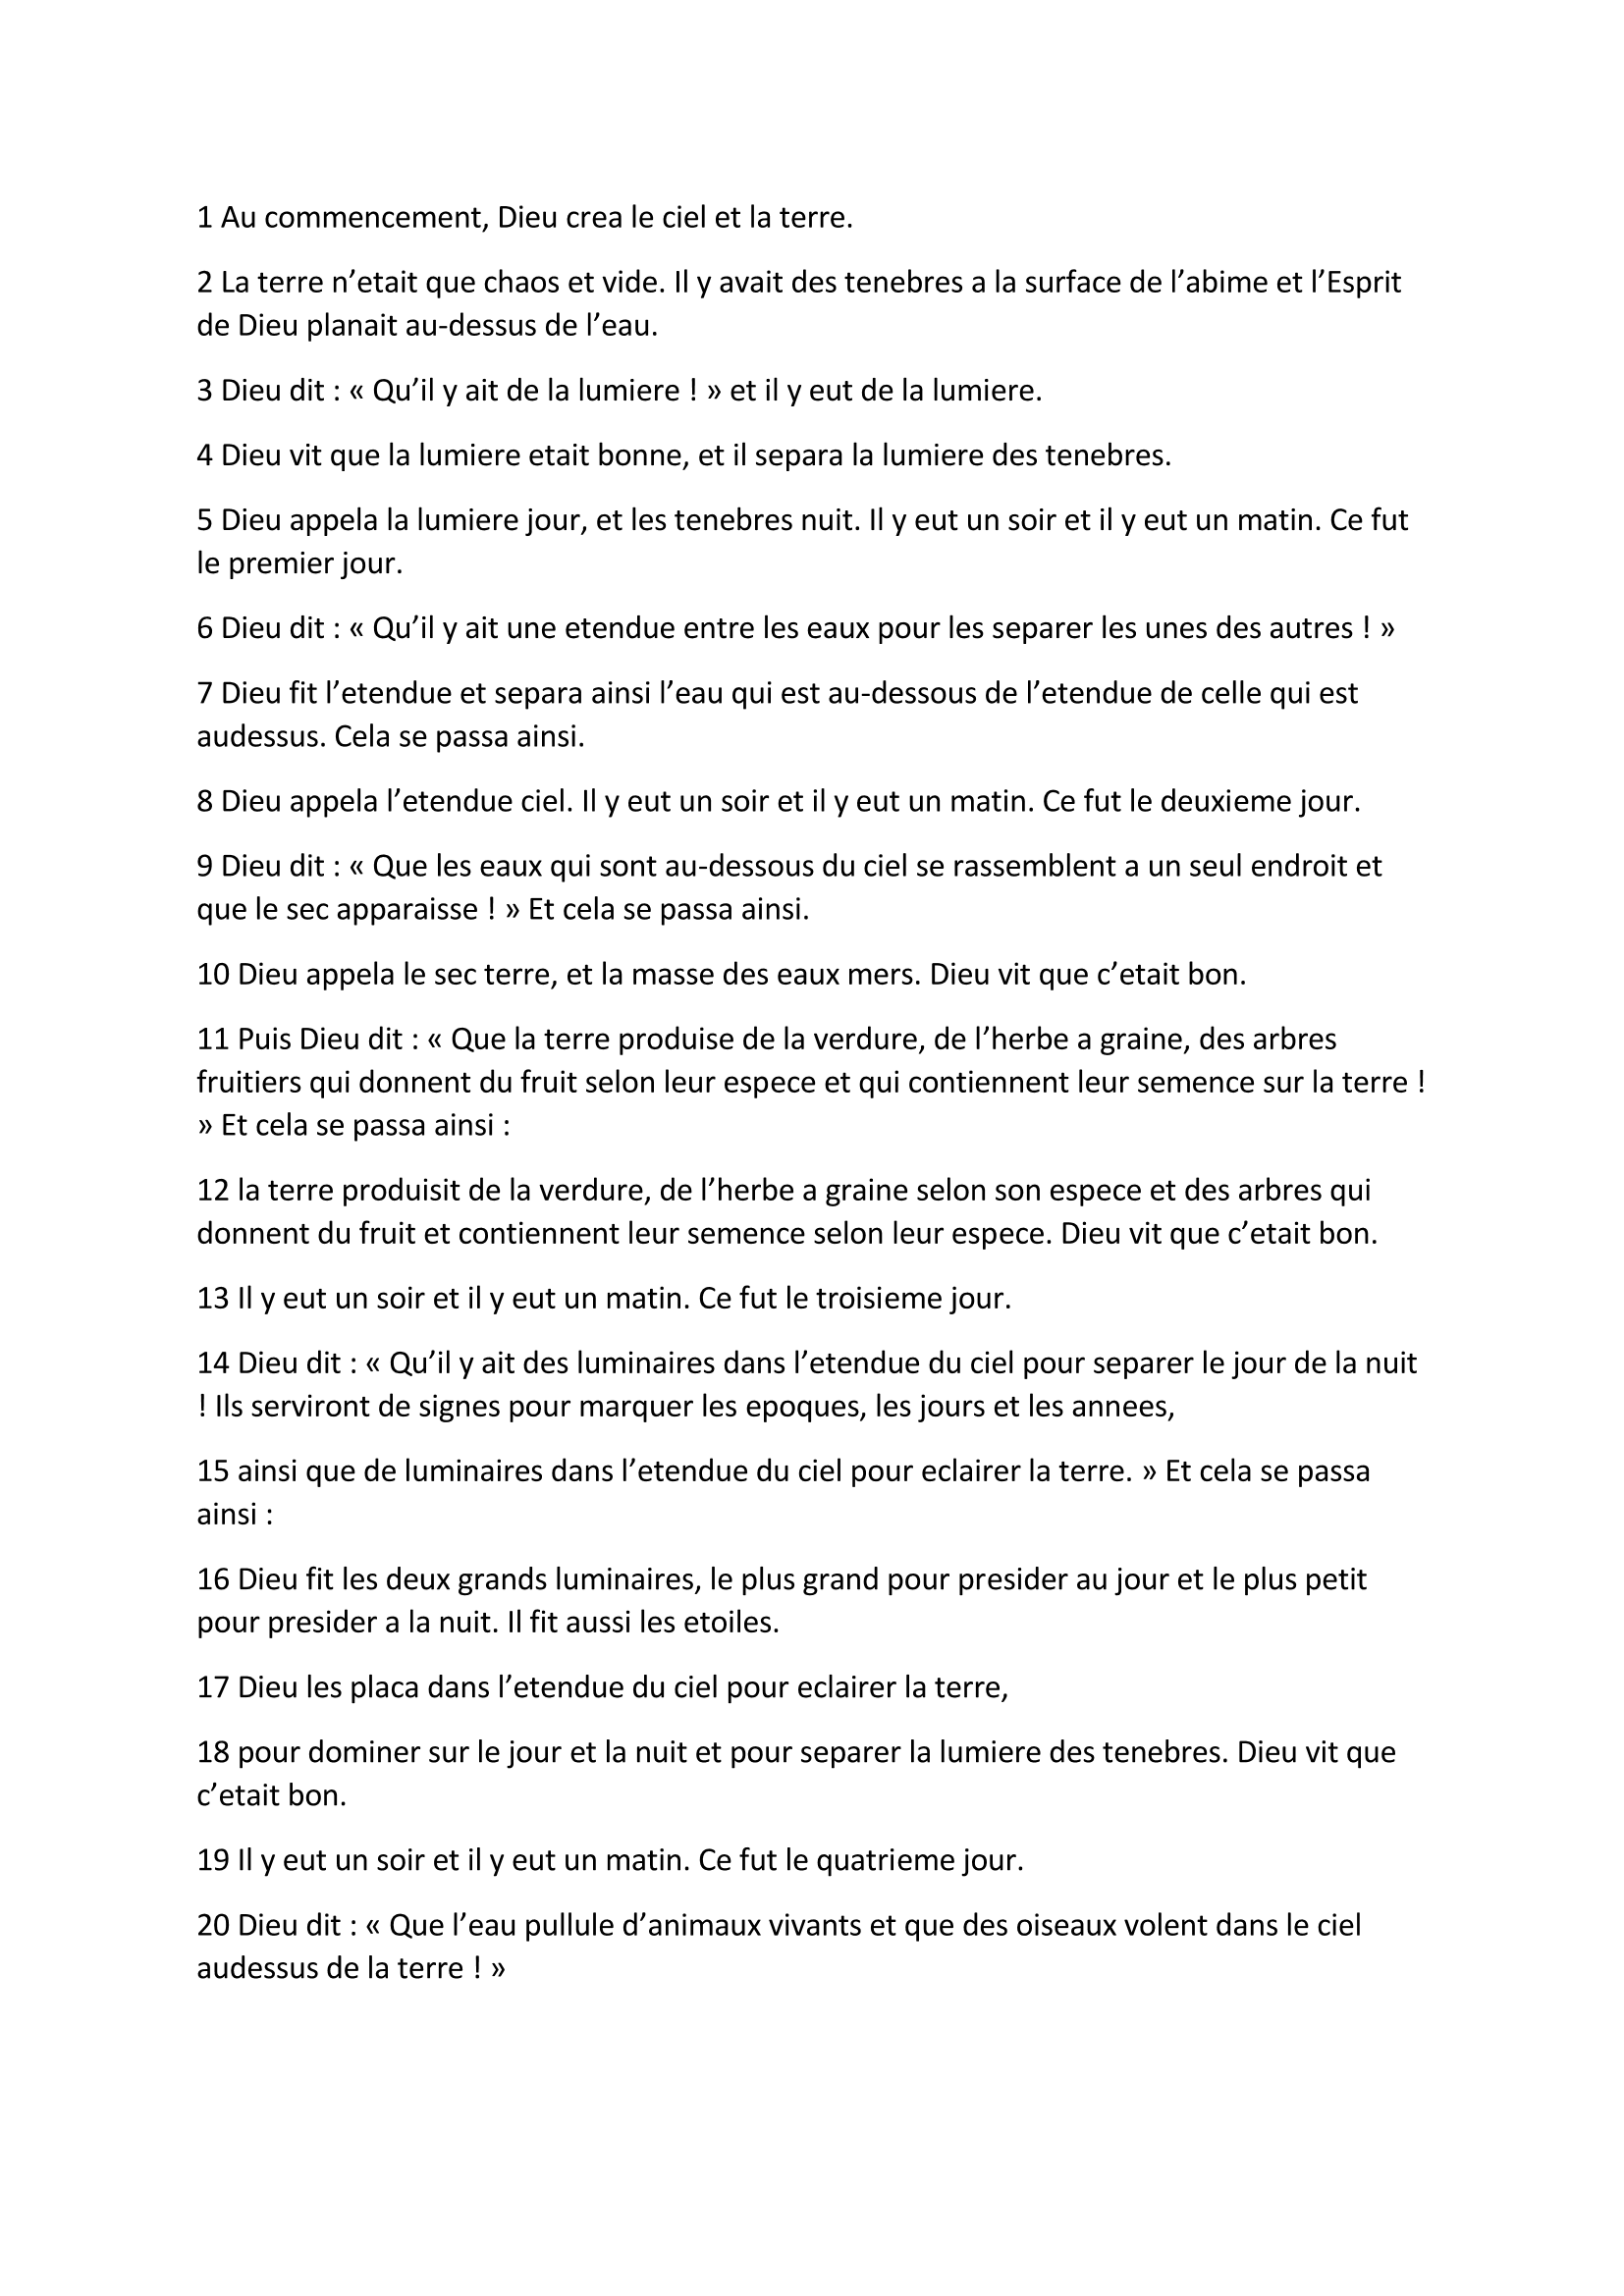 1 Au commencement, Dieu crea le ciel et la terre.
2 La terre n’etait que chaos et vide. Il y avait des tenebres a la surface de l’abime et l’Esprit
de Dieu planait au-dessus de l’eau.
3 Dieu dit : « Qu’il y ait de la lumiere ! » et il y eut de la lumiere.
4 Dieu vit que la lumiere etait bonne, et il separa la lumiere des tenebres.
5 Dieu appela la lumiere jour, et les tenebres nuit. Il y eut un soir et il y eut un matin. Ce fut
le premier jour.
6 Dieu dit : « Qu’il y ait une etendue entre les eaux pour les separer les unes des autres ! »
7 Dieu fit l’etendue et separa ainsi l’eau qui est au-dessous de l’etendue de celle qui est
audessus. Cela se passa ainsi.
8 Dieu appela l’etendue ciel. Il y eut un soir et il y eut un matin. Ce fut le deuxieme jour.
9 Dieu dit : « Que les eaux qui sont au-dessous du ciel se rassemblent a un seul endroit et
que le sec apparaisse ! » Et cela se passa ainsi.
10 Dieu appela le sec terre, et la masse des eaux mers. Dieu vit que c’etait bon.
11 Puis Dieu dit : « Que la terre produise de la verdure, de l’herbe a graine, des arbres
fruitiers qui donnent du fruit selon leur espece et qui contiennent leur semence sur la terre !
» Et cela se passa ainsi :
12 la terre produisit de la verdure, de l’herbe a graine selon son espece et des arbres qui
donnent du fruit et contiennent leur semence selon leur espece. Dieu vit que c’etait bon.
13 Il y eut un soir et il y eut un matin. Ce fut le troisieme jour.
14 Dieu dit : « Qu’il y ait des luminaires dans l’etendue du ciel pour separer le jour de la nuit
! Ils serviront de signes pour marquer les epoques, les jours et les annees,
15 ainsi que de luminaires dans l’etendue du ciel pour eclairer la terre. » Et cela se passa
ainsi :
16 Dieu fit les deux grands luminaires, le plus grand pour presider au jour et le plus petit
pour presider a la nuit. Il fit aussi les etoiles.
17 Dieu les placa dans l’etendue du ciel pour eclairer la terre,
18 pour dominer sur le jour et la nuit et pour separer la lumiere des tenebres. Dieu vit que
c’etait bon.
19 Il y eut un soir et il y eut un matin. Ce fut le quatrieme jour.
20 Dieu dit : « Que l’eau pullule d’animaux vivants et que des oiseaux volent dans le ciel
audessus de la terre ! »